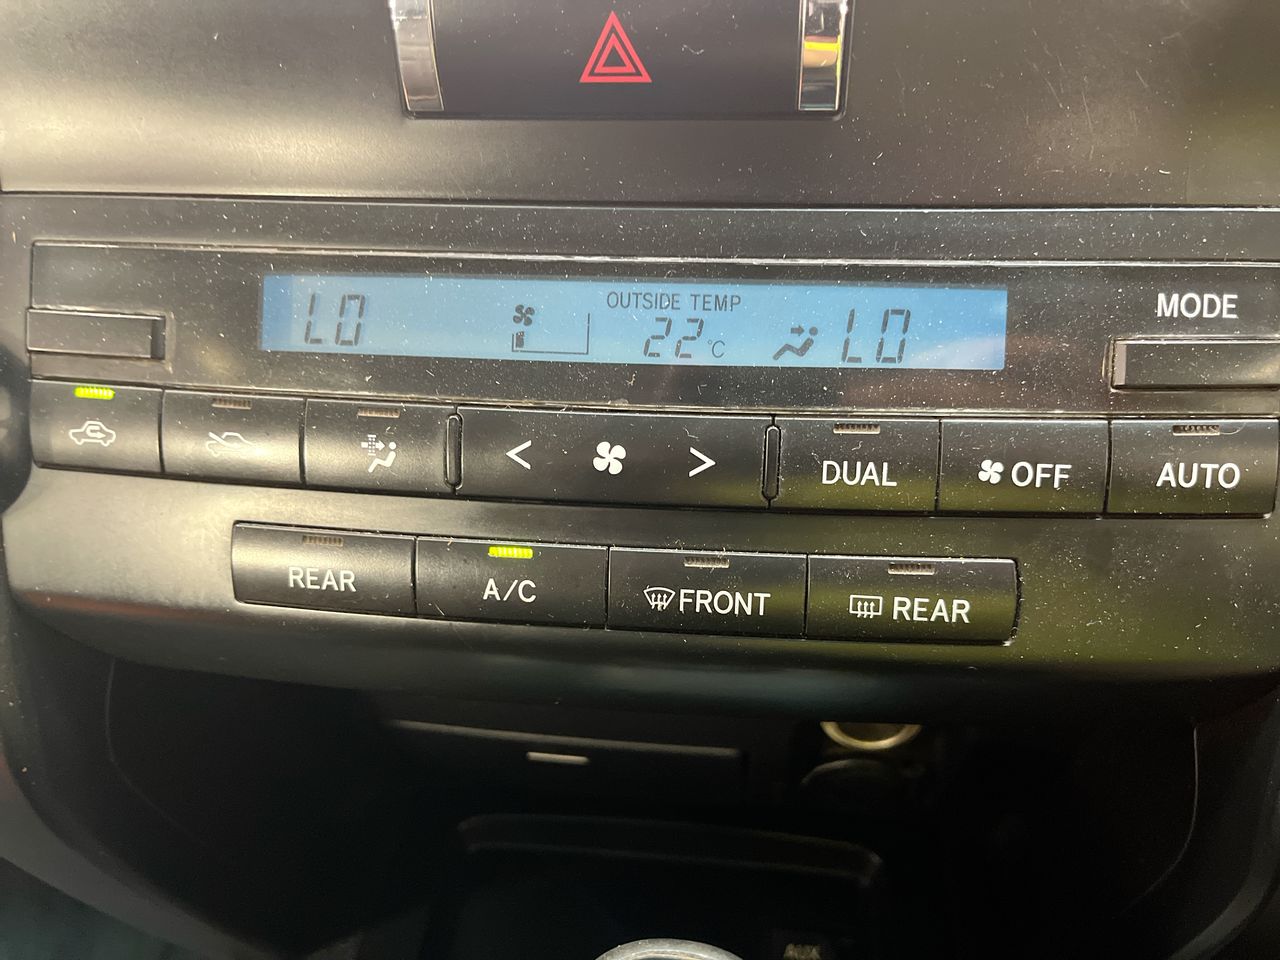 OUTSIDE TEMP
LO 22°C LO
MODE
< >
DUAL
OFF
AUTO
REAR
A/C
FRONT
REAR